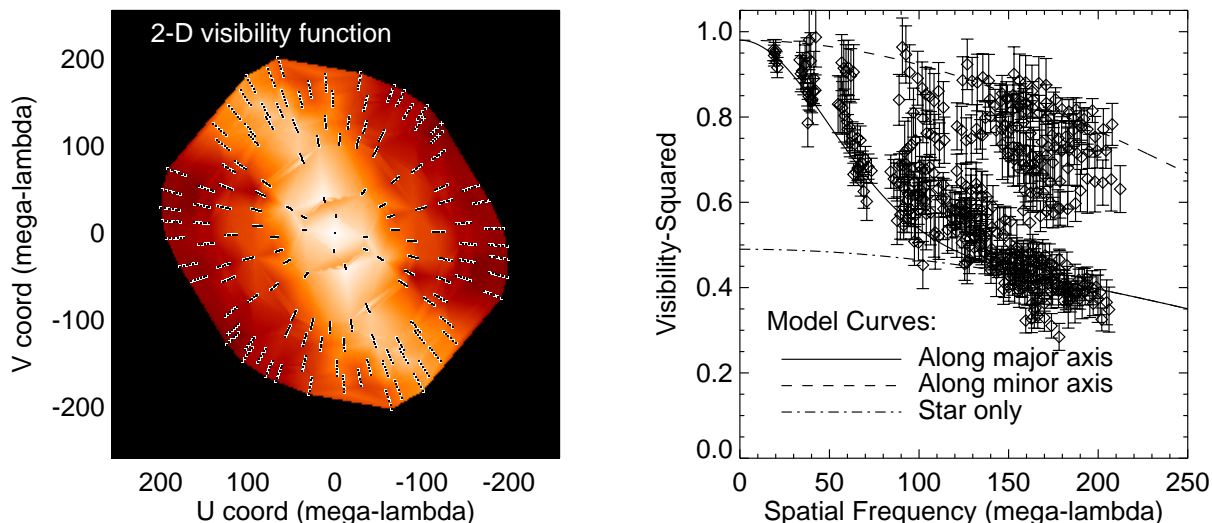 2-D visibility function
V coord (mega-lambda)
200
100
0
-100
-200
200 100 0 -100 -200
U coord (mega-lambda)
Visibility-Squared
1.0
0.8
0.6
0.4
0.2
0.0
Model Curves:
Along major axis
Along minor axis
Star only
0 50 100 150 200 250
Spatial Frequency (mega-lambda)